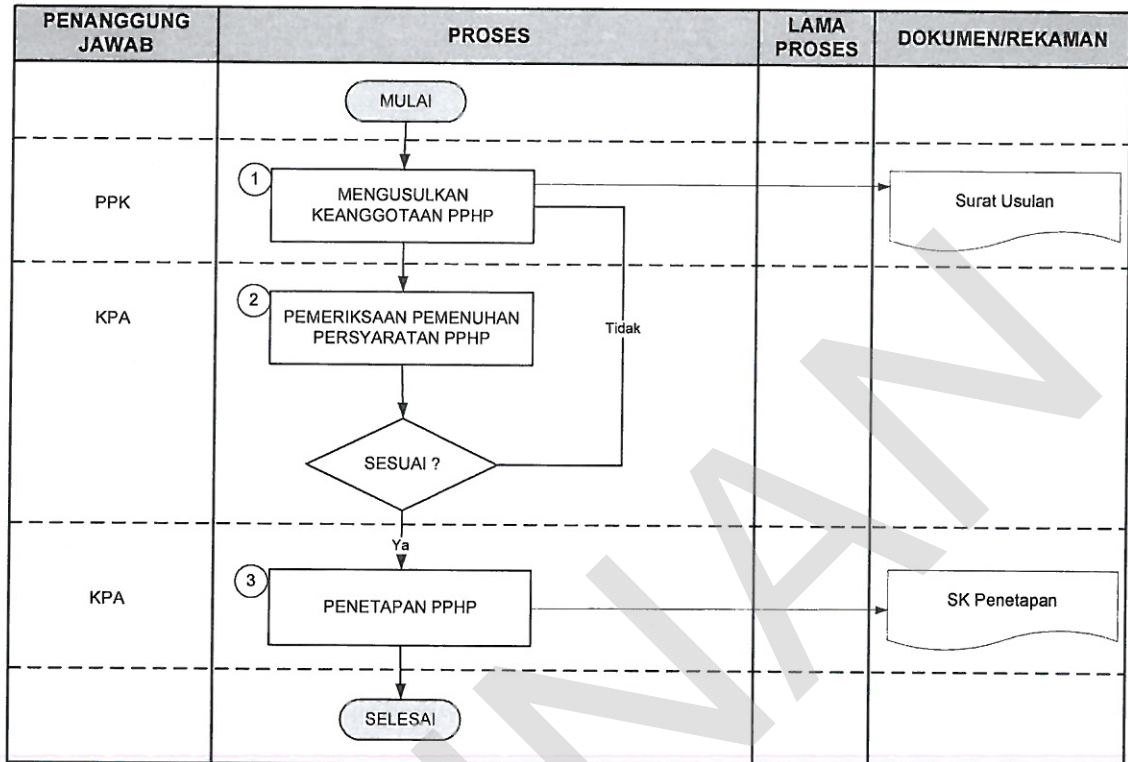 PENANGGUNG
JAWAB
PROSES
LAMA
PROSES
DOKUMEN/REKAMAN
MULAI
PPK
1
MENGUSULKAN
KEANGGOTAAN PPHP
Surat Usulan
KPA
2
PEMERIKSAAN PEMENUHAN
PERSYARATAN PPHP
Tidak
SESUAI ?
Ya
KPA
3
PENETAPAN PPHP
SK Penetapan
SELESAI